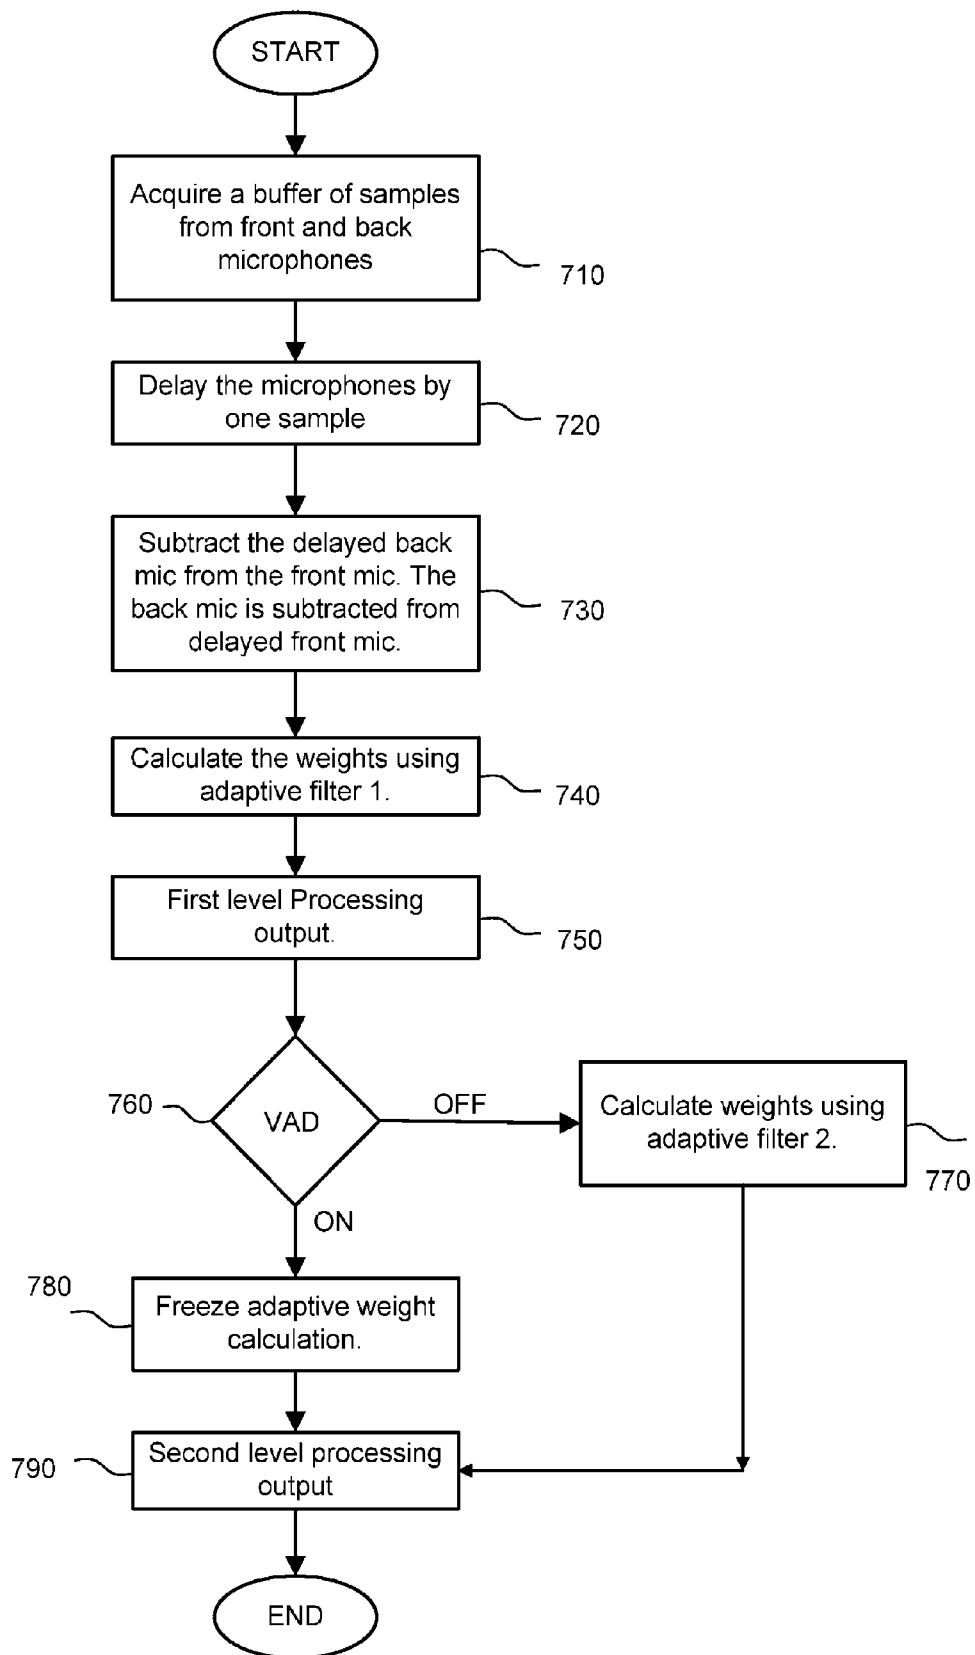 START
Acquire a buffer of samples
from front and back
microphones
710
Delay the microphones by
one sample
720
Subtract the delayed back
mic from the front mic. The
back mic is subtracted from
delayed front mic.
730
Calculate the weights using
adaptive filter 1.
740
First level Processing
output.
750
760
VAD
OFF
Calculate weights using
adaptive filter 2.
770
ON
780
Freeze adaptive weight
calculation.
790
Second level processing
output
END